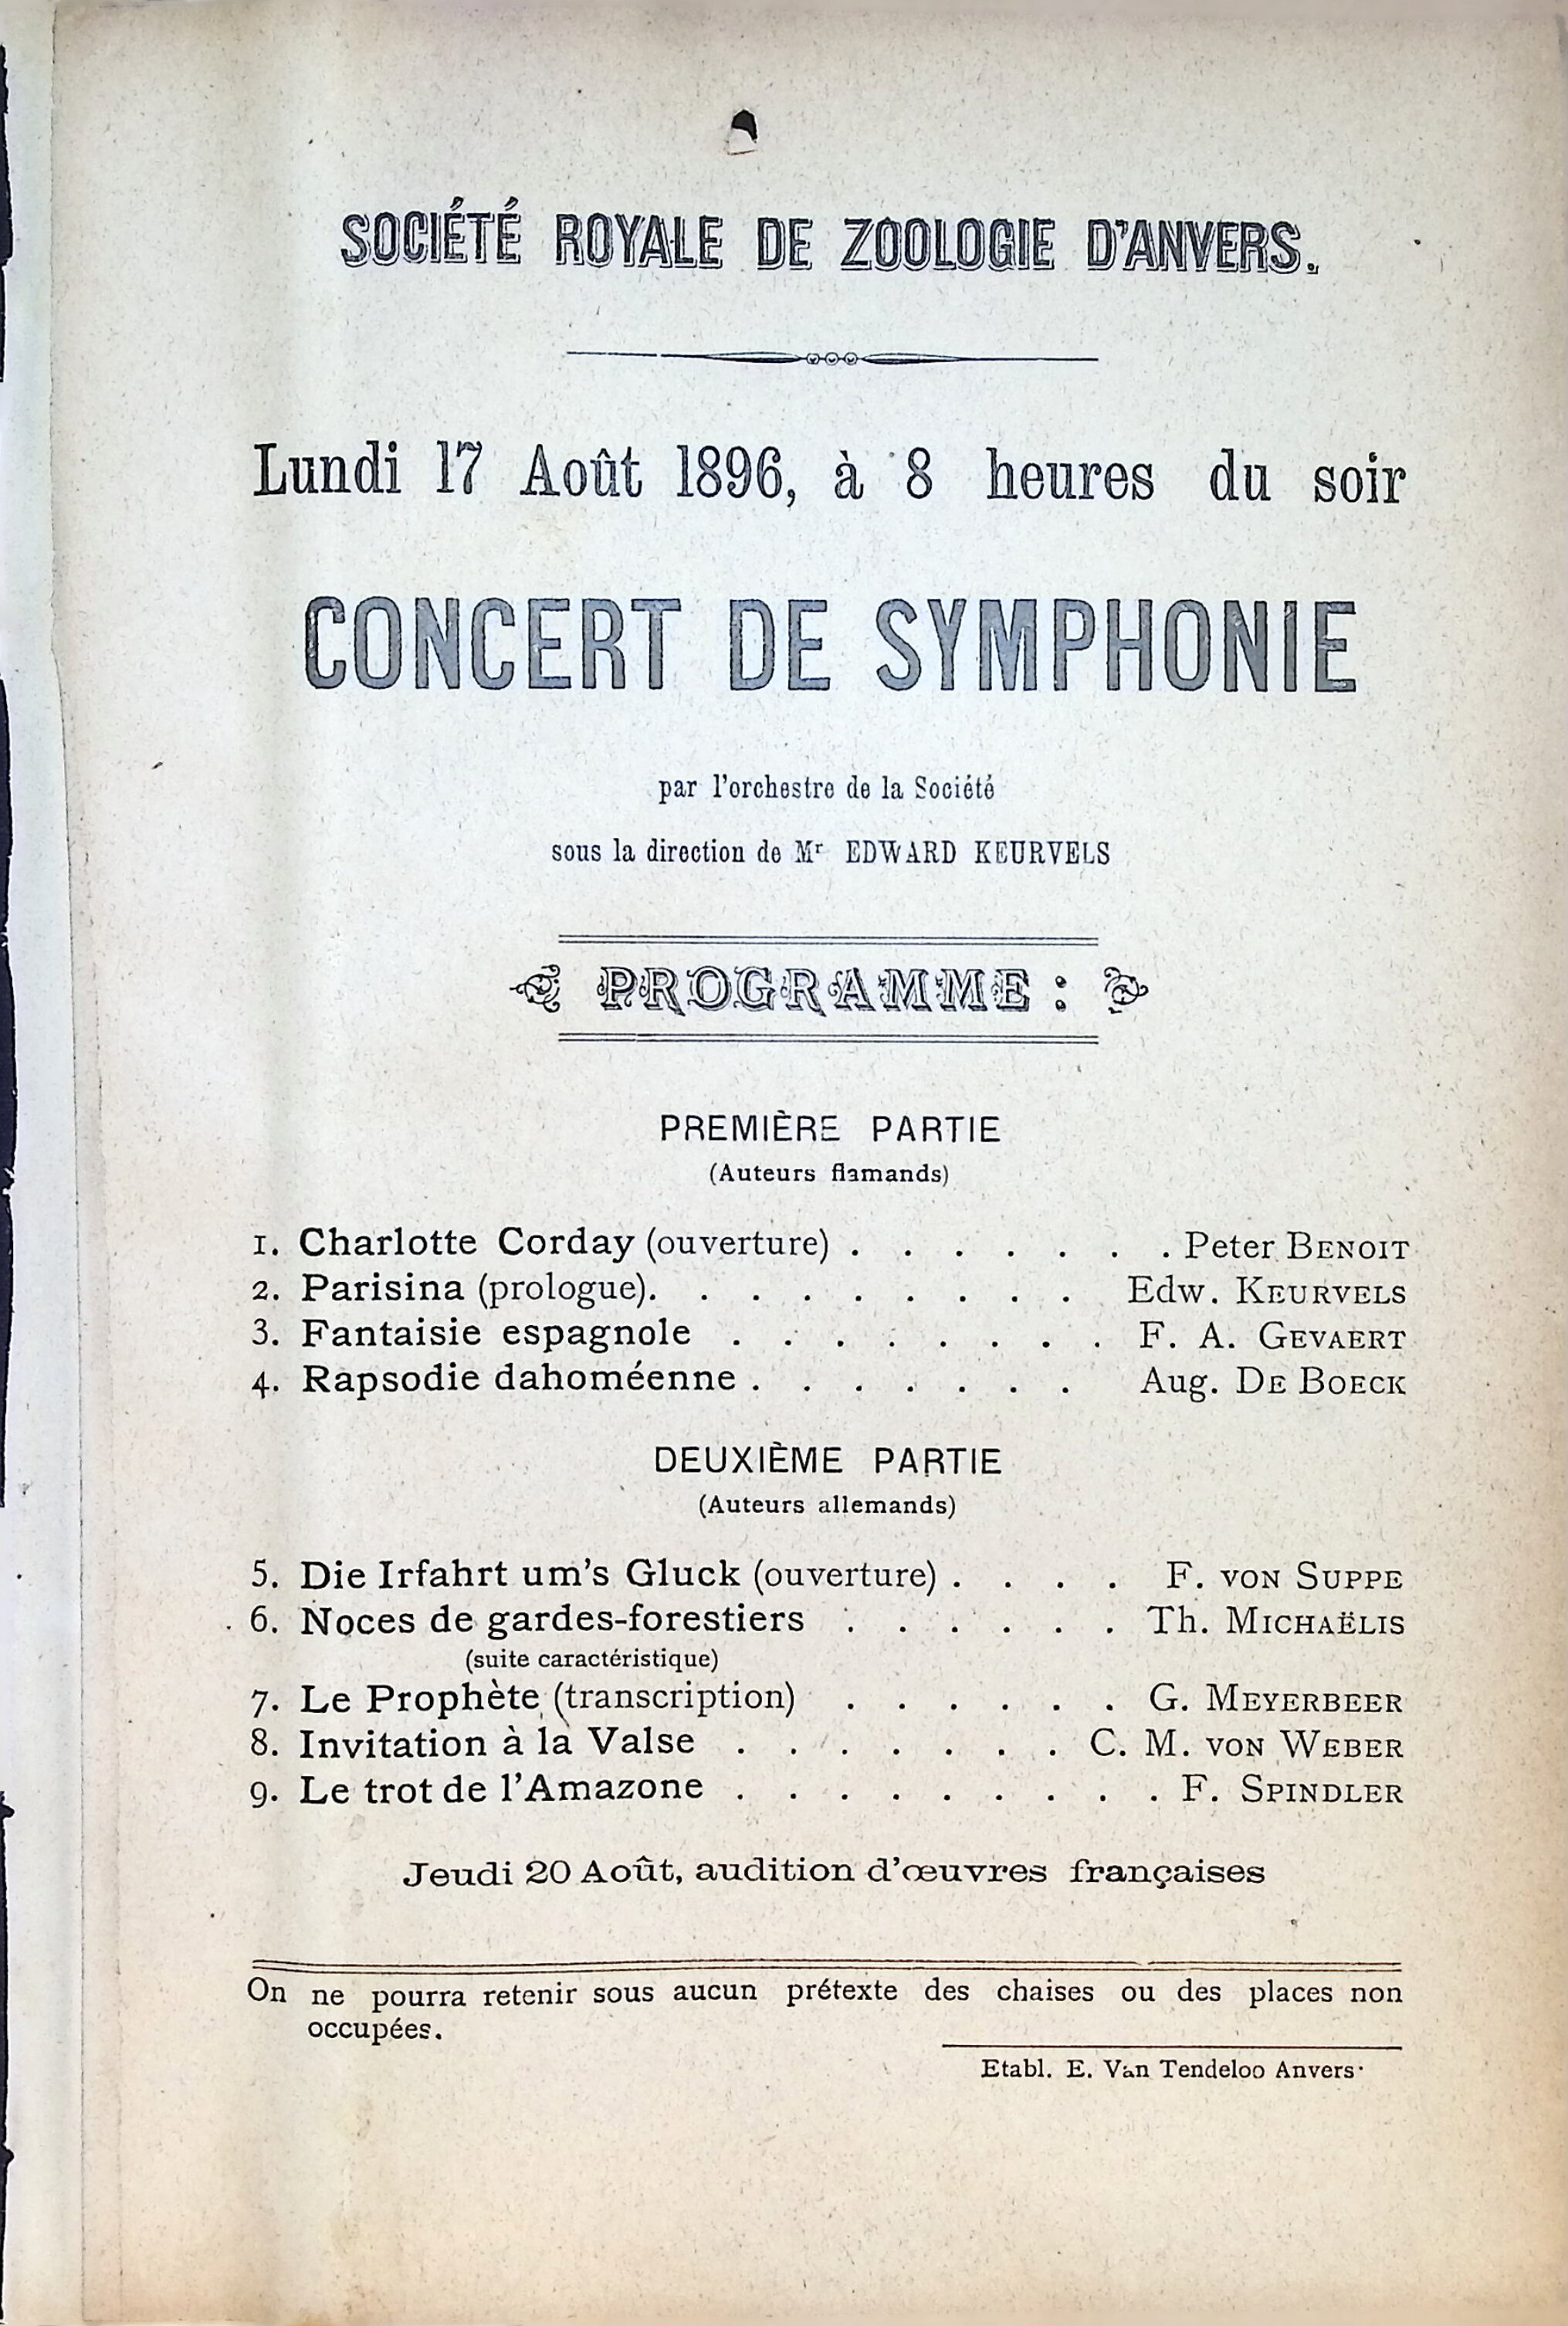 SOCIÉTÉ ROYALE DE ZOOLOGIE D'ANVERS.
Lundi 17 Août 1896, à 8 heures du soir
CONCERT DE SYMPHONIE
par l'orchestre de la Société
sous la direction de Mr EDWARD KEURVELS
PROGRAMME :
PREMIÈRE PARTIE
(Auteurs flamands)
1. Charlotte Corday (ouverture) . . . . . . . Peter BENOIT
2. Parisina (prologue). . . . . . . . . Edw. KEURVELS
3. Fantaisie espagnole . . . . . . . . F. A. GEVAERT
4. Rapsodie dahoméenne . . . . . . . Aug. DE BOECK
DEUXIÈME PARTIE
(Auteurs allemands)
5. Die Irfahrt um's Gluck (ouverture) . . . . F. VON SUPPE
6. Noces de gardes-forestiers . . . . . . Th. MICHAËLIS
(suite caractéristique)
7. Le Prophète (transcription) . . . . . . G. MEYERBEER
8. Invitation à la Valse . . . . . . . C. M. VON WEBER
9. Le trot de l'Amazone . . . . . . . . . F. SPINDLER
Jeudi 20 Août, audition d'œuvres françaises
On ne pourra retenir sous aucun prétexte des chaises ou des places non
occupées.
Etabl. E. Van Tendeloo Anvers.